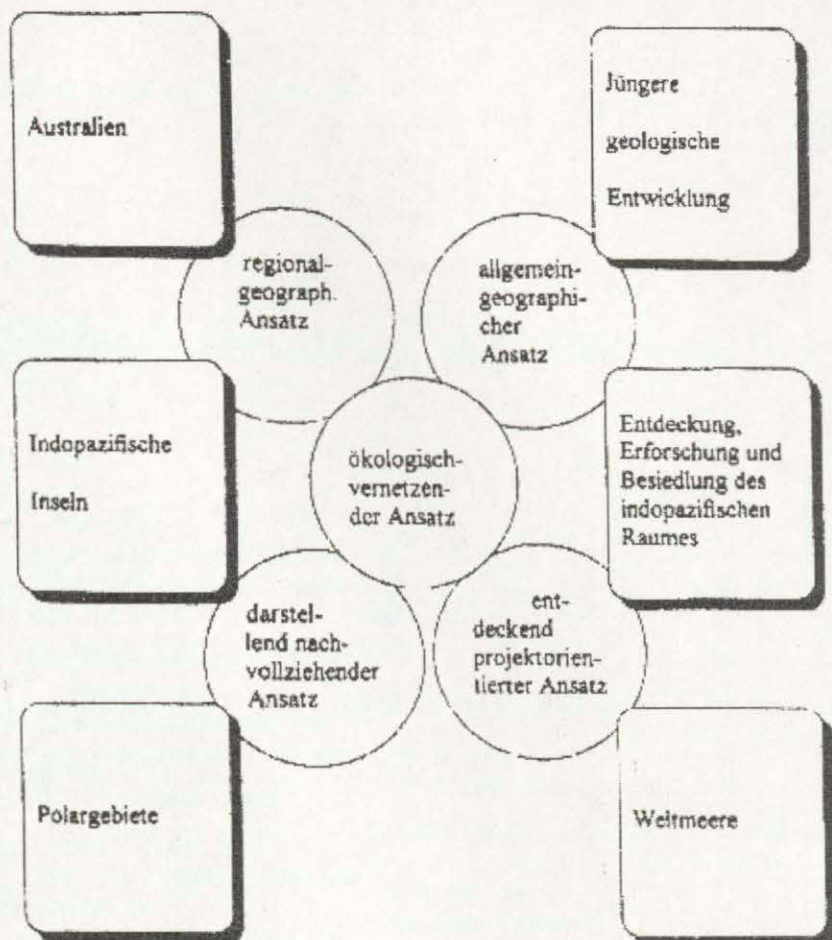 Australien
Jüngere
geologische
Entwicklung
regional-
geograph.
Ansatz
allgemein-
geographi-
cher
Ansatz
Indopazifische
Inseln
ökologisch-
vernetzen-
der Ansatz
Entdeckung,
Erforschung und
Besiedlung des
indopazifischen
Raumes
darstel-
lend nach-
vollziehender
Ansatz
ent-
deckend
projektorien-
tierter Ansatz
Polargebiete
Weltmeere